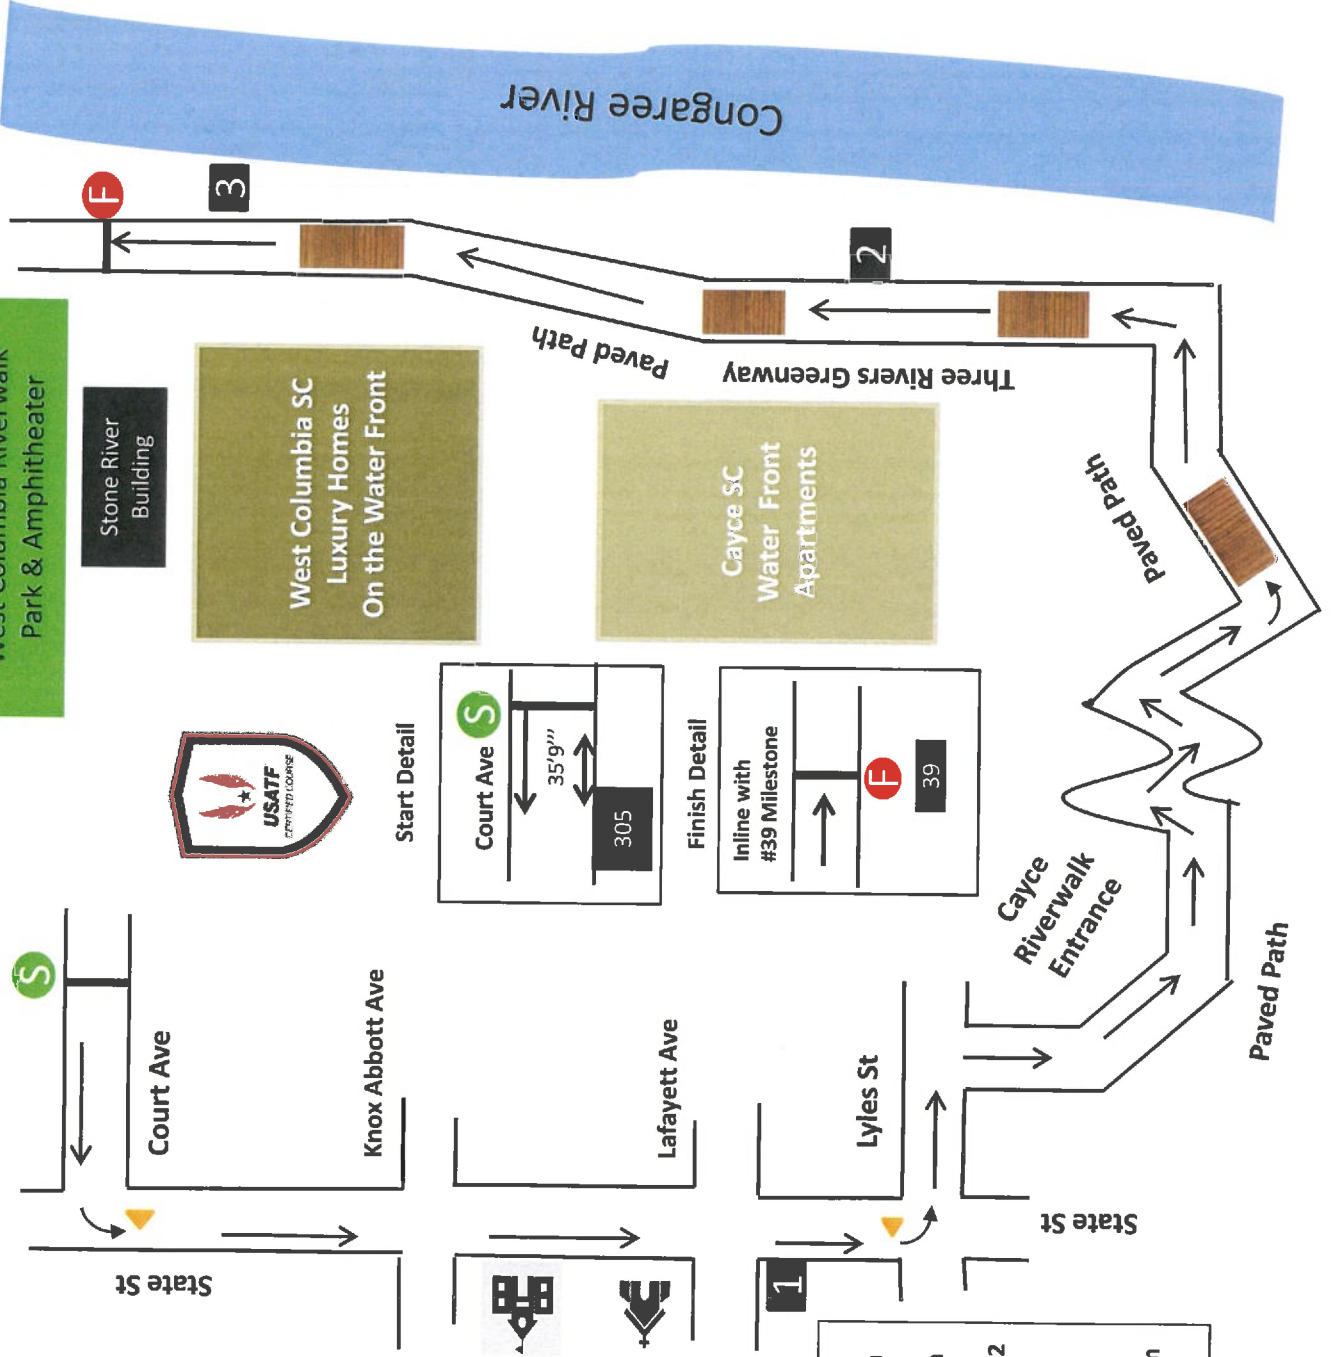 Congaree River
F
3
2
Park & Amphitheater
Stone River
Building
West Columbia SC
Luxury Homes
On the Water Front
Cayce SC
Water Front
Apartments
Paved Path
Three Rivers Greenway
Paved Path
USATF
CERTIFIED COURSE
Start Detail
Court Ave
S
35'9"'
305
Finish Detail
Inline with
#39 Milestone
F
39
Cayce
Riverwalk
Entrance
Paved Path
S
Court Ave
Knox Abbott Ave
Lafayett Ave
Lyles St
State St
State St
1
2